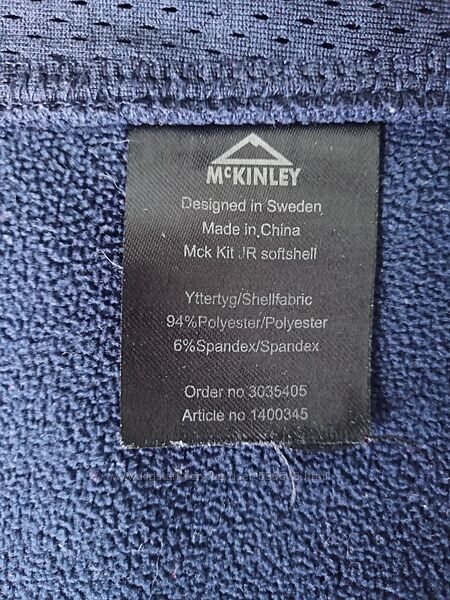 McKINLEY
Designed in Sweden
Made in China
Mck Kit JR softshell
Yttertyg/Shellfabric
94%Polyester/Polyester
6%Spandex/Spandex
Order no 3035405
Article no 1400345